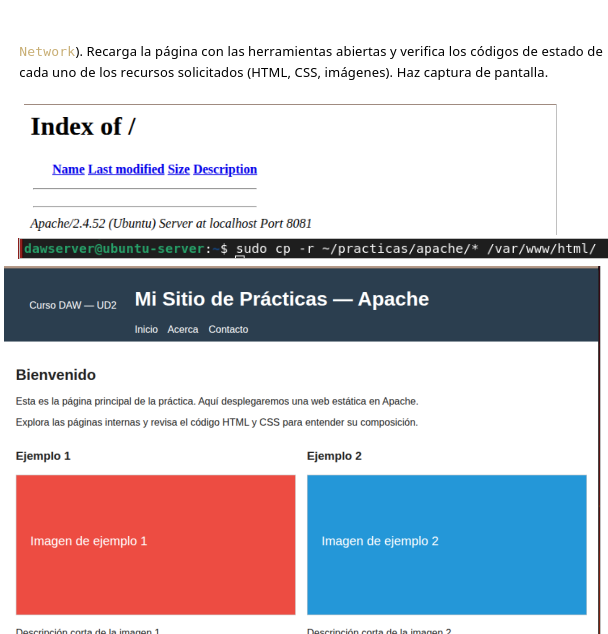 Network). Recarga la página con las herramientas abiertas y verifica los códigos de estado de
cada uno de los recursos solicitados (HTML, CSS, imágenes). Haz captura de pantalla.
Index of /
Name Last modified Size Description
Apache/2.4.52 (Ubuntu) Server at localhost Port 8081
dawserver@ubuntu-server:~$ sudo cp -r ~/practicas/apache/* /var/www/html/
Curso DAW — UD2
Mi Sitio de Prácticas — Apache
Inicio Acerca Contacto
Bienvenido
Esta es la página principal de la práctica. Aquí desplegaremos una web estática en Apache.
Explora las páginas internas y revisa el código HTML y CSS para entender su composición.
Ejemplo 1 Ejemplo 2
Imagen de ejemplo 1 Imagen de ejemplo 2
Descripción corta de la imagen 1 Descripción corta de la imagen 2